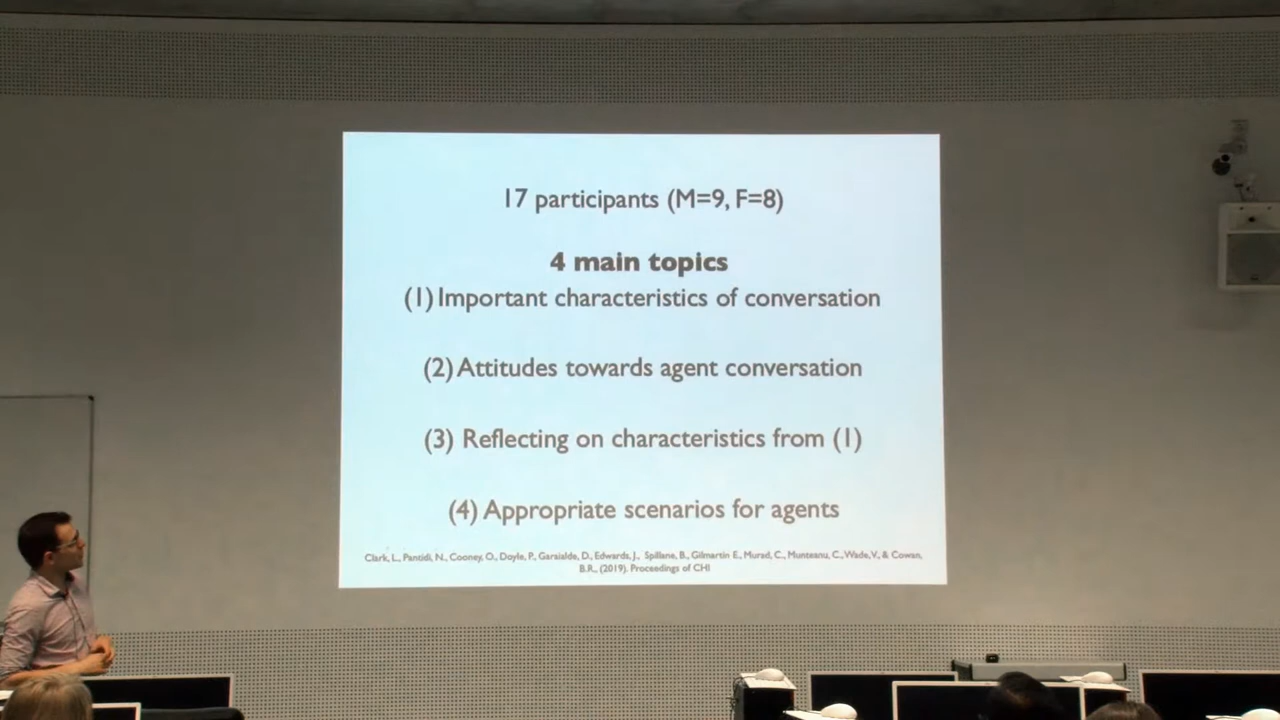 17 participants (M=9, F=8)
4 main topics
(1) Important characteristics of conversation
(2) Attitudes towards agent conversation
(3) Reflecting on characteristics from (1)
(4) Appropriate scenarios for agents
Clark, L., Pantidi, N., Cooney, O., Doyle, P., Garaialde, D., Edwards, J., Spillane, B., Gilmartin E., Murad, C., Munteanu, C., Wade, V., & Cowan,
B.R., (2019). Proceedings of CHI